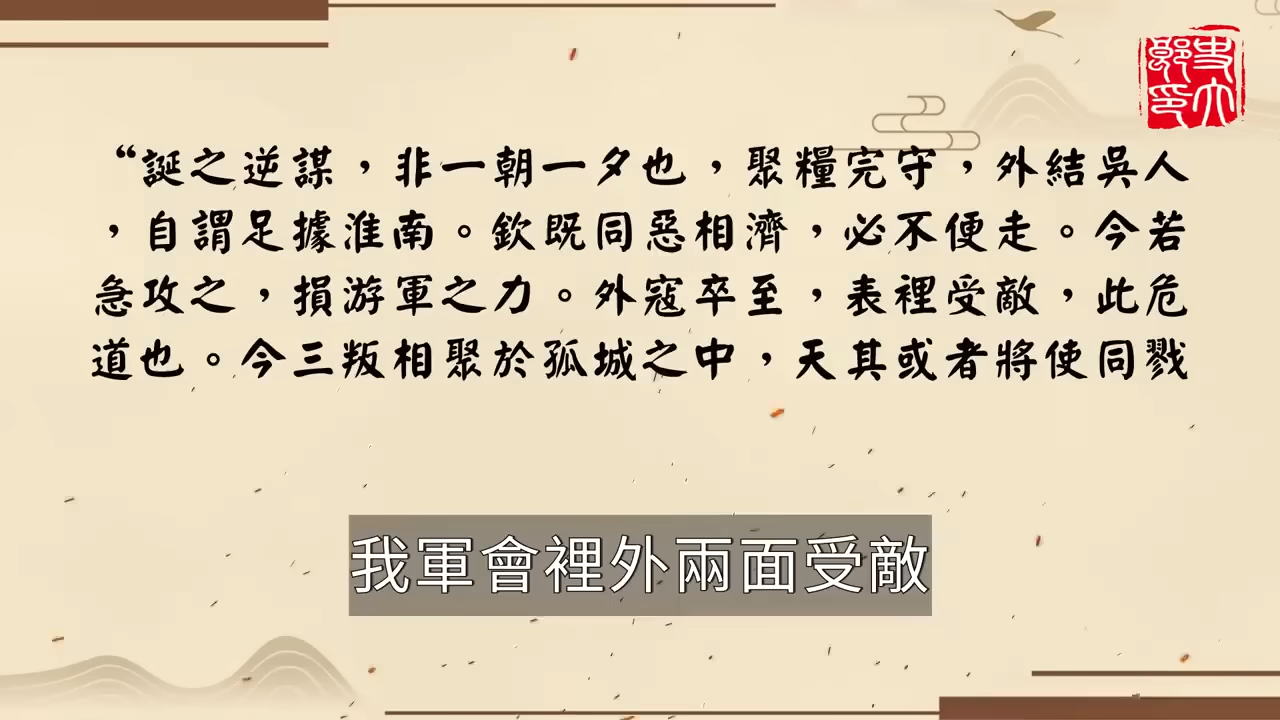 “誕之逆謀，非一朝一夕也，聚糧完守，外結吳人
，自謂足據淮南。欽既同惡相濟，必不便走。今若
急攻之，損游軍之力。外寇卒至，表裡受敵，此危
道也。今三叛相聚於孤城之中，天其或者將使同戮
我軍會裡外兩面受敵